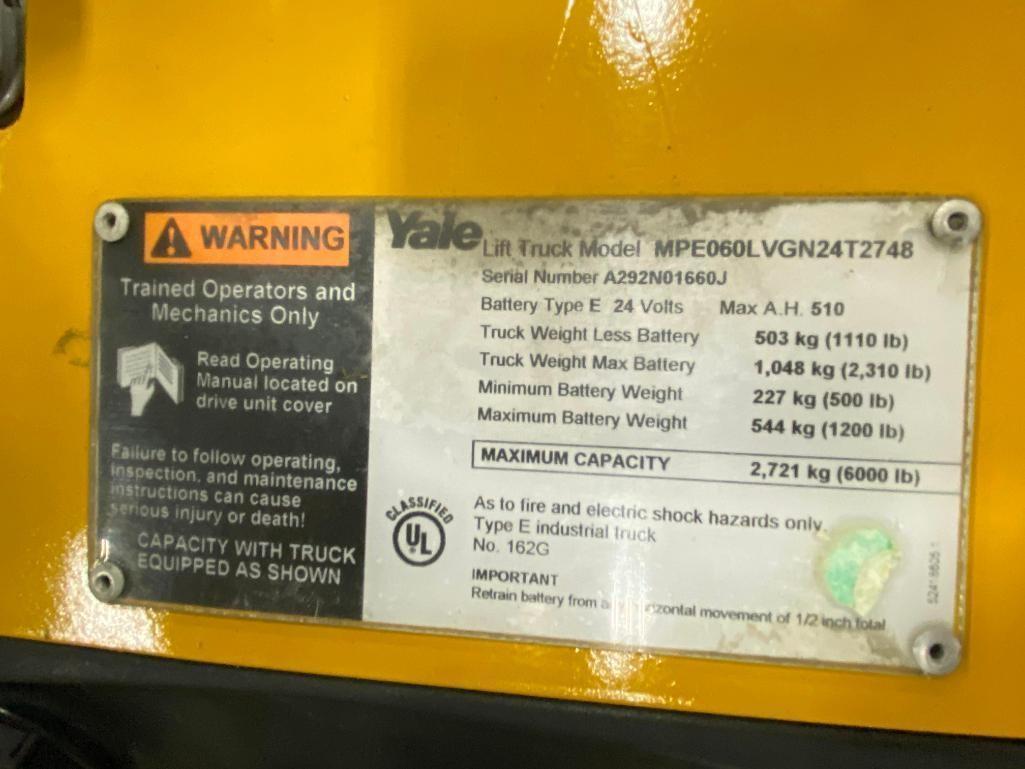 WARNING
Trained Operators and
Mechanics Only
Read Operating
Manual located on
drive unit cover
Failure to follow operating,
inspection, and maintenance
instructions can cause
serious injury or death!
CAPACITY WITH TRUCK
EQUIPPED AS SHOWN
Yale Lift Truck Model MPE060LVGN24T2748
Serial Number A292N01660J
Battery Type E 24 Volts Max A.H. 510
Truck Weight Less Battery 503 kg (1110 lb)
Truck Weight Max Battery 1,048 kg (2,310 lb)
Minimum Battery Weight 227 kg (500 lb)
Maximum Battery Weight 544 kg (1200 lb)
MAXIMUM CAPACITY 2,721 kg (6000 lb)
CLASSIFIED
UL
As to fire and electric shock hazards only.
Type E industrial truck
No. 162G
IMPORTANT
Retrain battery from movement of 1/2 inch total